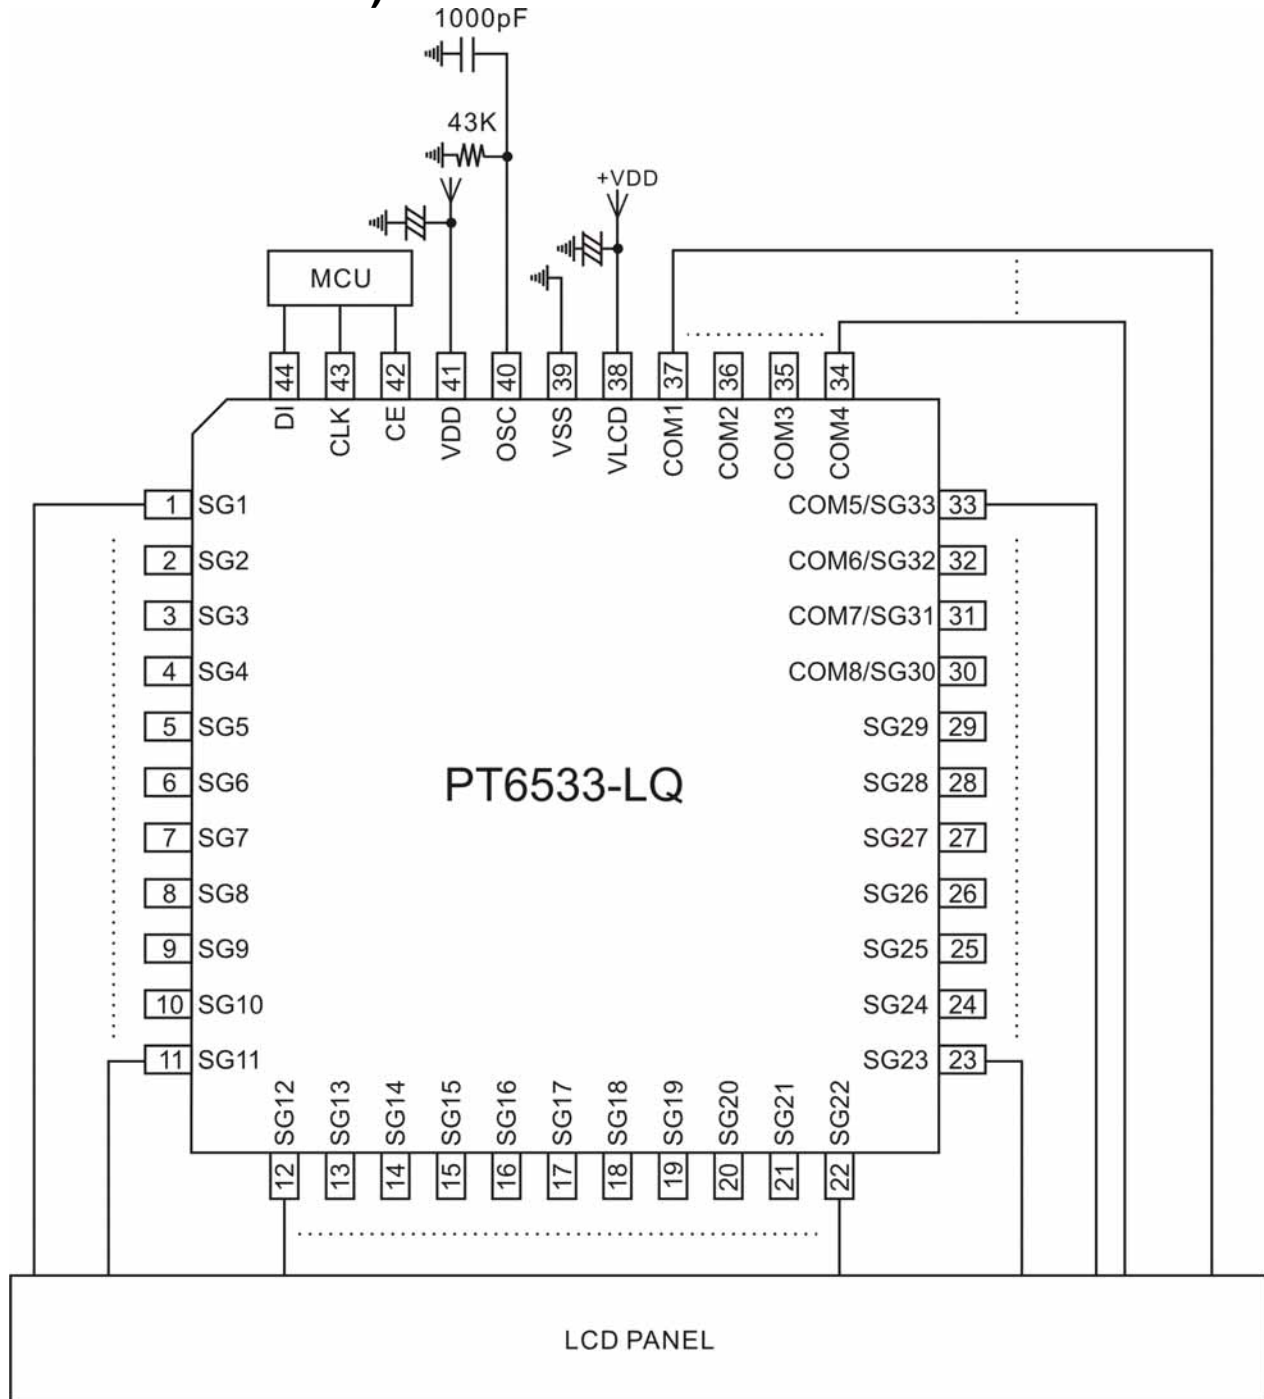 1000pF
43K
+VDD
MCU
44 43 42 41 40 39 38 37 36 35 34
DI CLK CE VDD OSC VSS VLCD COM1 COM2 COM3 COM4
1 SG1 COM5/SG33 33
2 SG2 COM6/SG32 32
3 SG3 COM7/SG31 31
4 SG4 COM8/SG30 30
5 SG5 SG29 29
6 SG6 SG28 28
PT6533-LQ
7 SG7 SG27 27
8 SG8 SG26 26
9 SG9 SG25 25
10 SG10 SG24 24
11 SG11 SG23 23
SG12 SG13 SG14 SG15 SG16 SG17 SG18 SG19 SG20 SG21 SG22
12 13 14 15 16 17 18 19 20 21 22
LCD PANEL